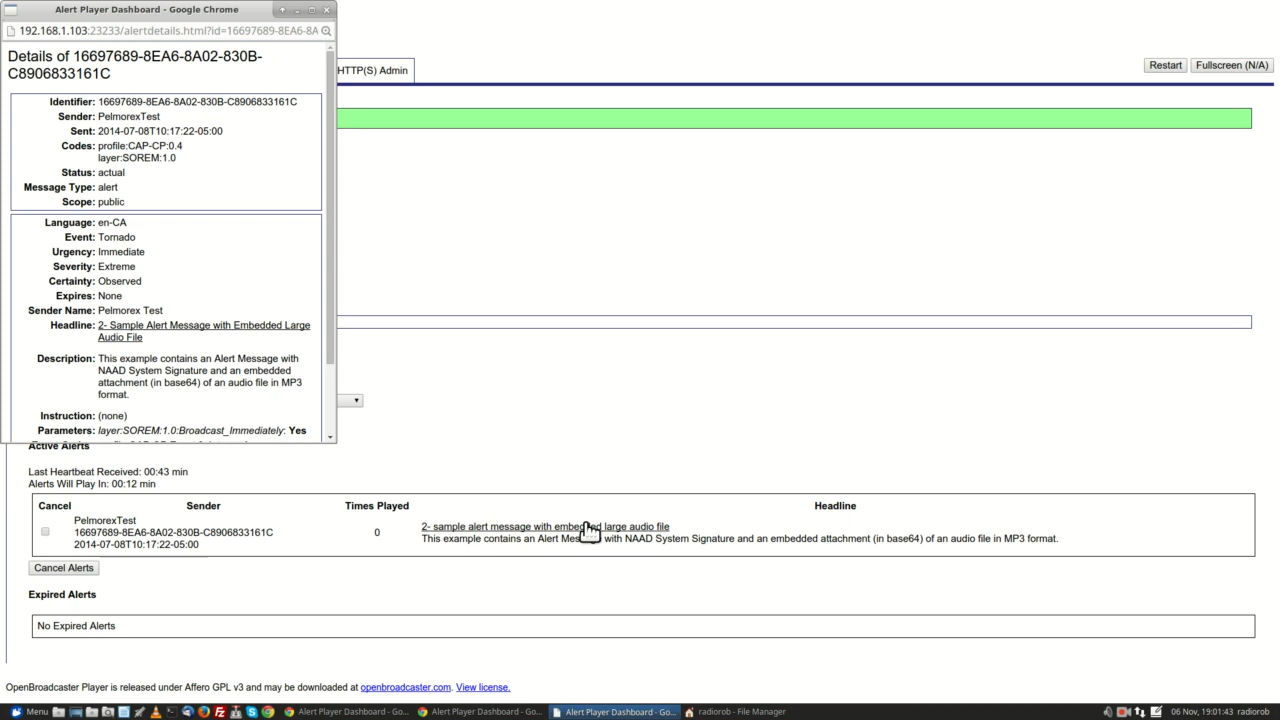 Alert Player Dashboard - Google Chrome
192.168.1.103:23233/alertdetails.html?id=16697689-8EA6-8A
Details of 16697689-8EA6-8A02-830B-
C8906833161C
Identifier: 16697689-8EA6-8A02-830B-C8906833161C
Sender: PelmorexTest
Sent: 2014-07-08T10:17:22-05:00
Codes: profile:CAP-CP:0.4
layer:SOREM:1.0
Status: actual
Message Type: alert
Scope: public
Language: en-CA
Event: Tornado
Urgency: Immediate
Severity: Extreme
Certainty: Observed
Expires: None
Sender Name: Pelmorex Test
Headline: 2- Sample Alert Message with Embedded Large
Audio File
Description: This example contains an Alert Message with
NAAD System Signature and an embedded
attachment (in base64) of an audio file in MP3
format.
Instruction: (none)
Parameters: layer:SOREM:1.0:Broadcast_Immediately: Yes
HTTP(S) Admin
Restart
Fullscreen (N/A)
Active Alerts
Last Heartbeat Received: 00:43 min
Alerts Will Play In: 00:12 min
Cancel Sender Times Played Headline
PelmorexTest
16697689-8EA6-8A02-830B-C8906833161C
2014-07-08T10:17:22-05:00
0
2- sample alert message with embedded large audio file
This example contains an Alert Message with NAAD System Signature and an embedded attachment (in base64) of an audio file in MP3 format.
Cancel Alerts
Expired Alerts
No Expired Alerts
OpenBroadcaster Player is released under Affero GPL v3 and may be downloaded at openbroadcaster.com. View license.
Menu
Alert Player Dashboard - Go...
Alert Player Dashboard - Go...
Alert Player Dashboard - Go...
radiorob - File Manager
06 Nov, 19:01:43 radiorob